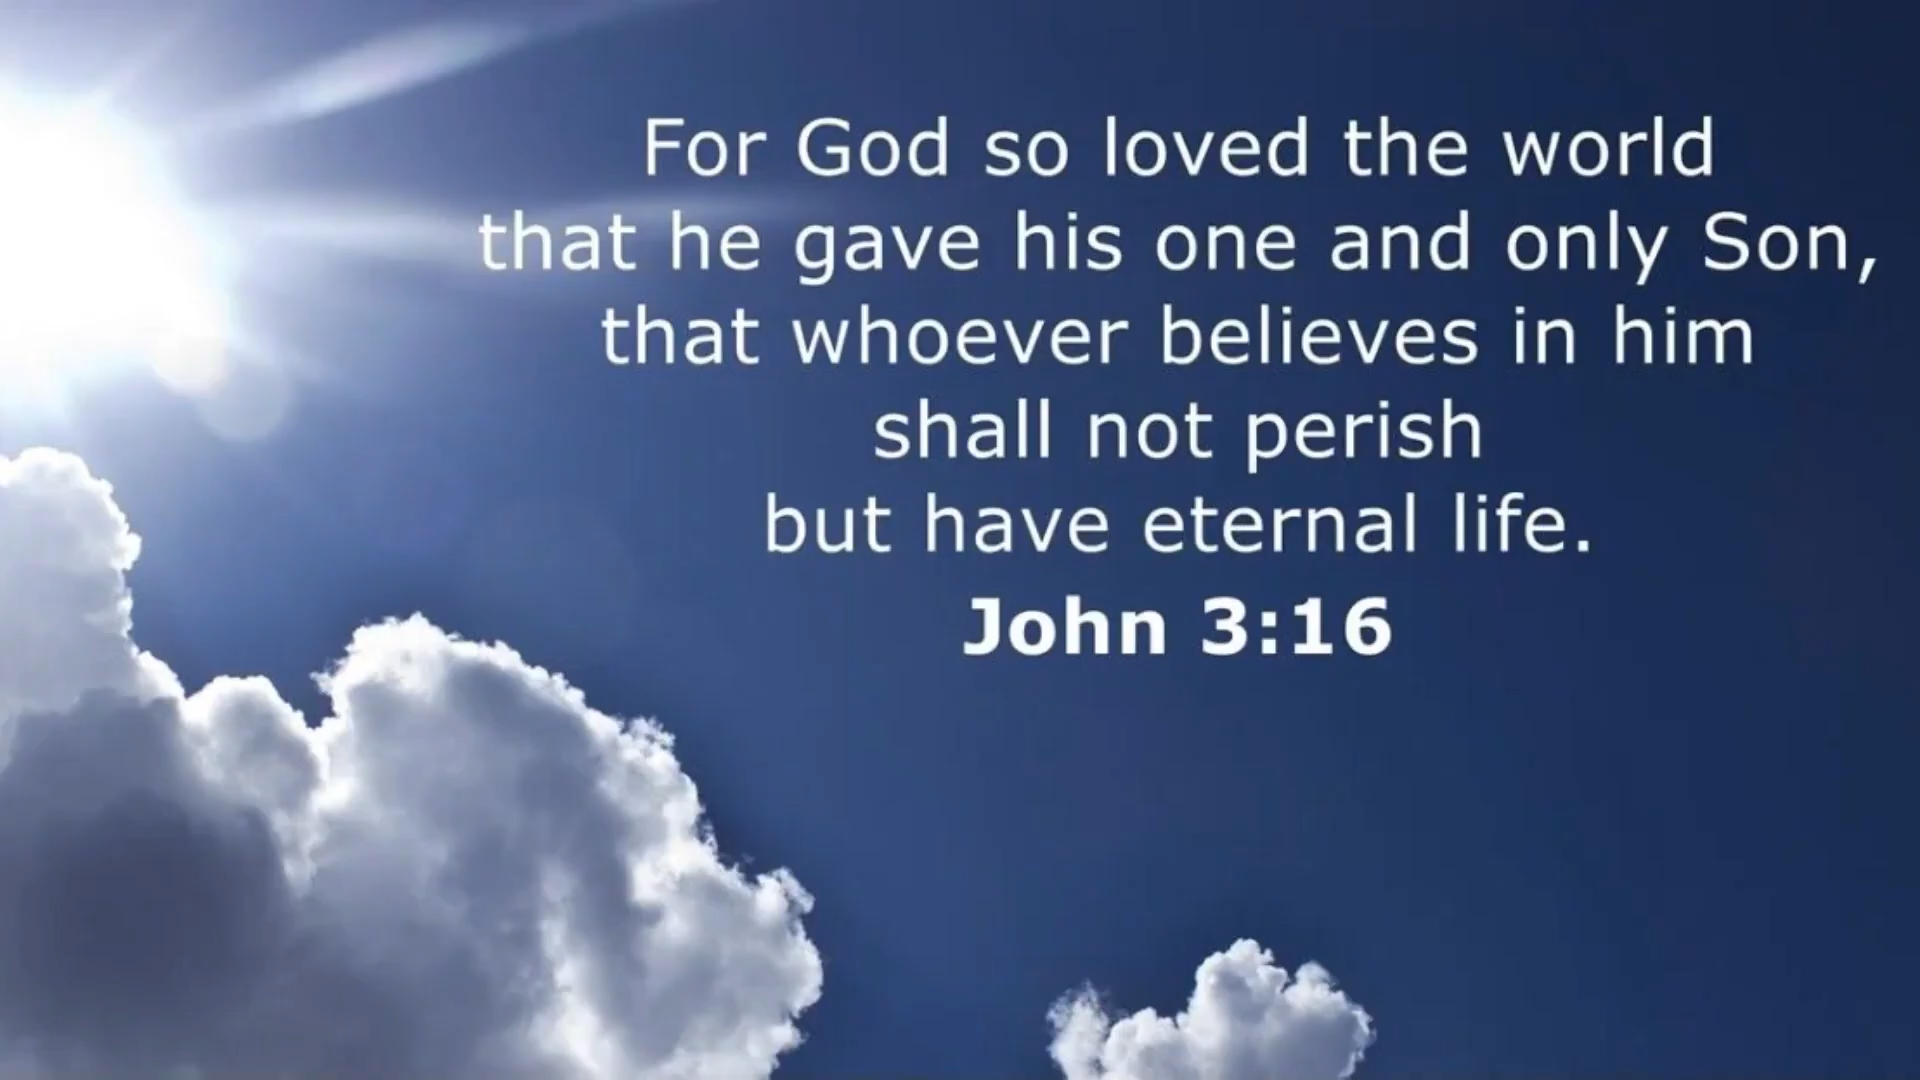 For God so loved the world
that he gave his one and only Son,
that whoever believes in him
shall not perish
but have eternal life.
John 3:16